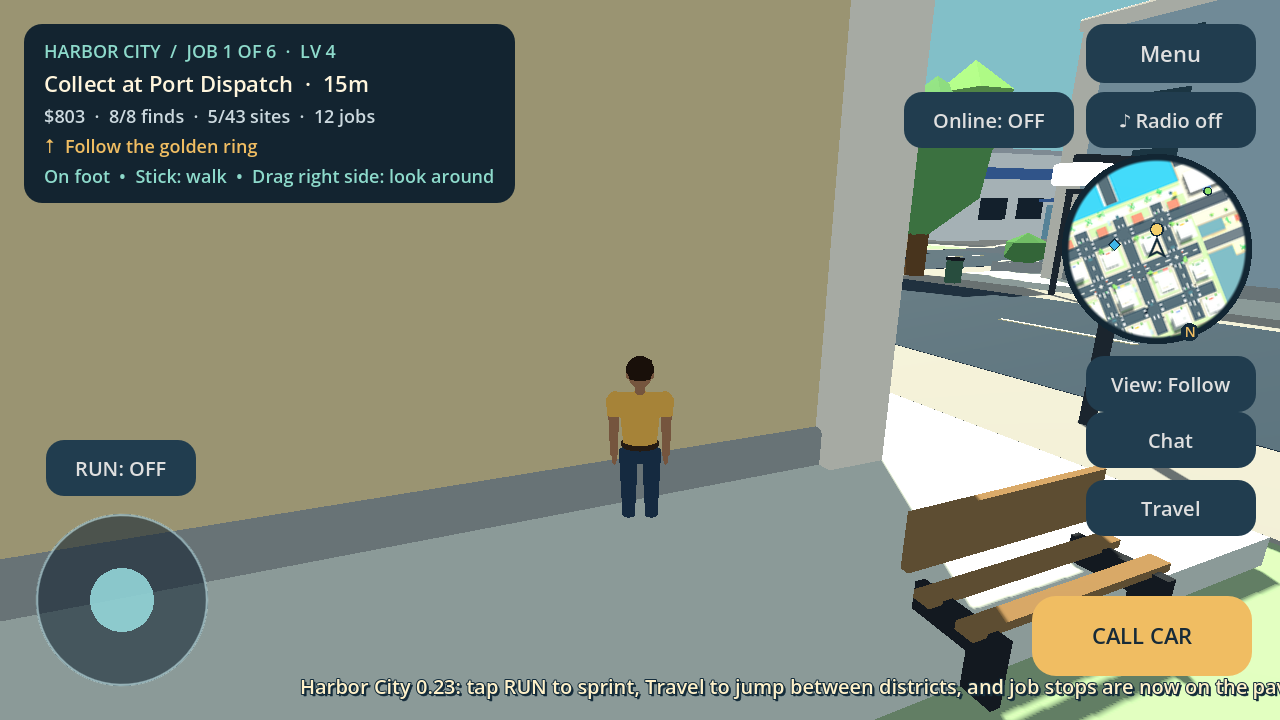 HARBOR CITY / JOB 1 OF 6 · LV 4
Collect at Port Dispatch · 15m
$803 · 8/8 finds · 5/43 sites · 12 jobs
↑ Follow the golden ring
On foot • Stick: walk • Drag right side: look around
Menu
Online: OFF
♪ Radio off
N
View: Follow
Chat
Travel
RUN: OFF
CALL CAR
Harbor City 0.23: tap RUN to sprint, Travel to jump between districts, and job stops are now on the